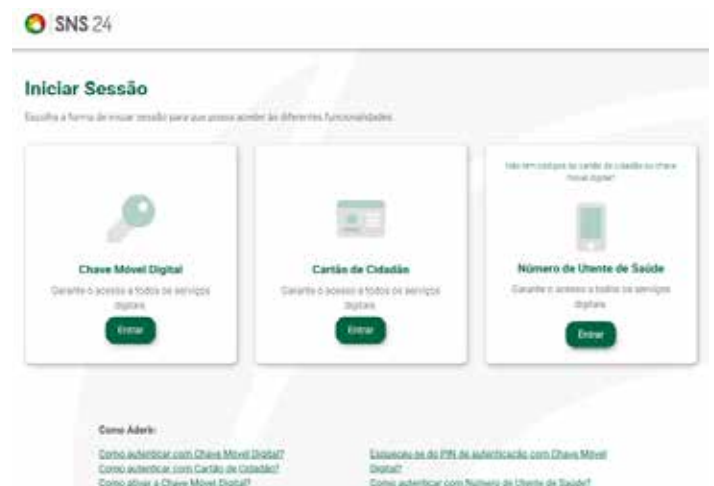 SNS 24
Iniciar Sessão
Escolha a forma de iniciar sessão para que possa aceder às diferentes funcionalidades.
Chave Móvel Digital
Garante o acesso a todos os serviços
digitais.
Entrar
Cartão de Cidadão
Garante o acesso a todos os serviços
digitais.
Entrar
Não tem códigos do cartão de cidadão ou chave
móvel digital?
Número de Utente de Saúde
Garante o acesso a todos os serviços
digitais.
Entrar
Como Aderir:
Como autenticar com Chave Móvel Digital?
Como autenticar com Cartão de Cidadão?
Como ativar a Chave Móvel Digital?
Esqueceu-se do PIN de autenticação com Chave Móvel
Digital?
Como autenticar com Número de Utente de Saúde?